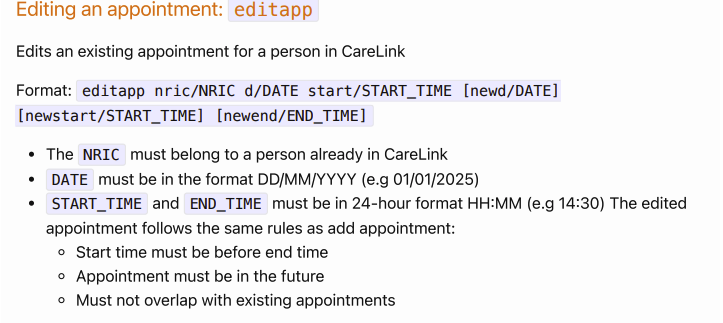 Editing an appointment: editapp
Edits an existing appointment for a person in CareLink
Format: editapp nric/NRIC d/DATE start/START_TIME [newd/DATE]
[newstart/START_TIME] [newend/END_TIME]
• The NRIC must belong to a person already in CareLink
• DATE must be in the format DD/MM/YYYY (e.g 01/01/2025)
• START_TIME and END_TIME must be in 24-hour format HH:MM (e.g 14:30) The edited
appointment follows the same rules as add appointment:
◦ Start time must be before end time
◦ Appointment must be in the future
◦ Must not overlap with existing appointments